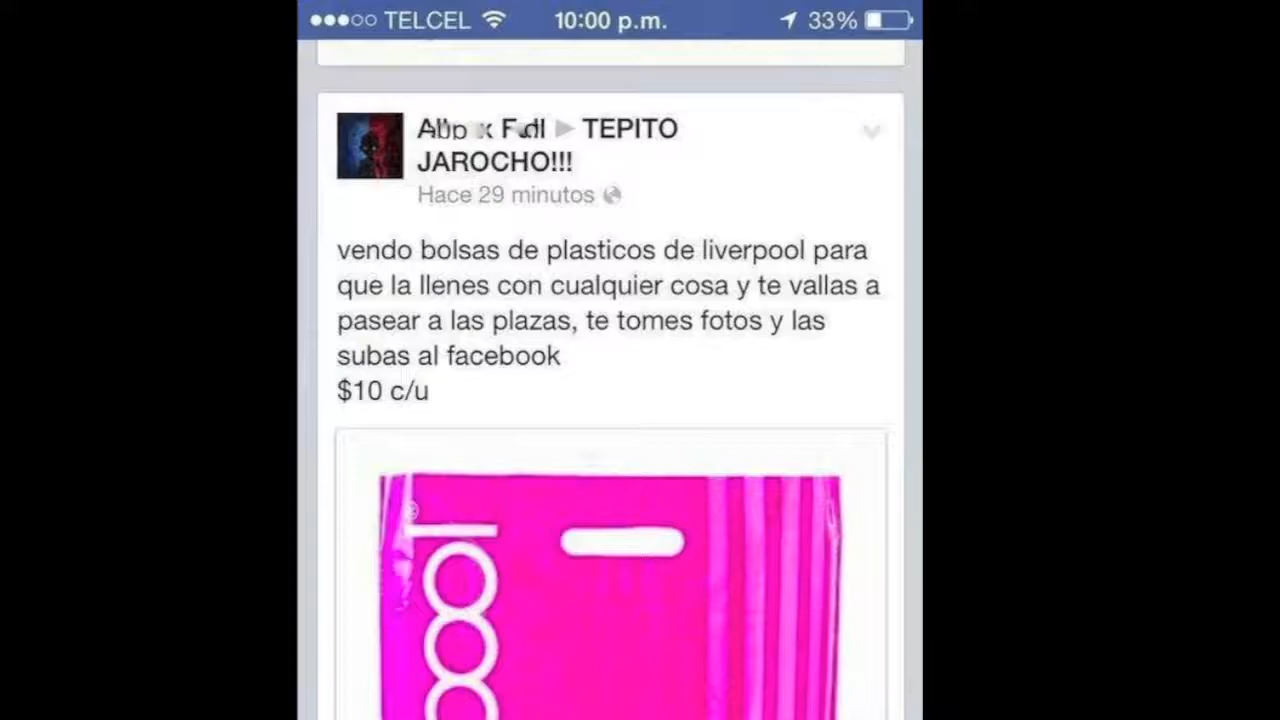 TELCEL 10:00 p.m. 33%
TEPITO
JAROCHO!!!
Hace 29 minutos
vendo bolsas de plasticos de liverpool para
que la llenes con cualquier cosa y te vallas a
pasear a las plazas, te tomes fotos y las
subas al facebook
$10 c/u
pool®